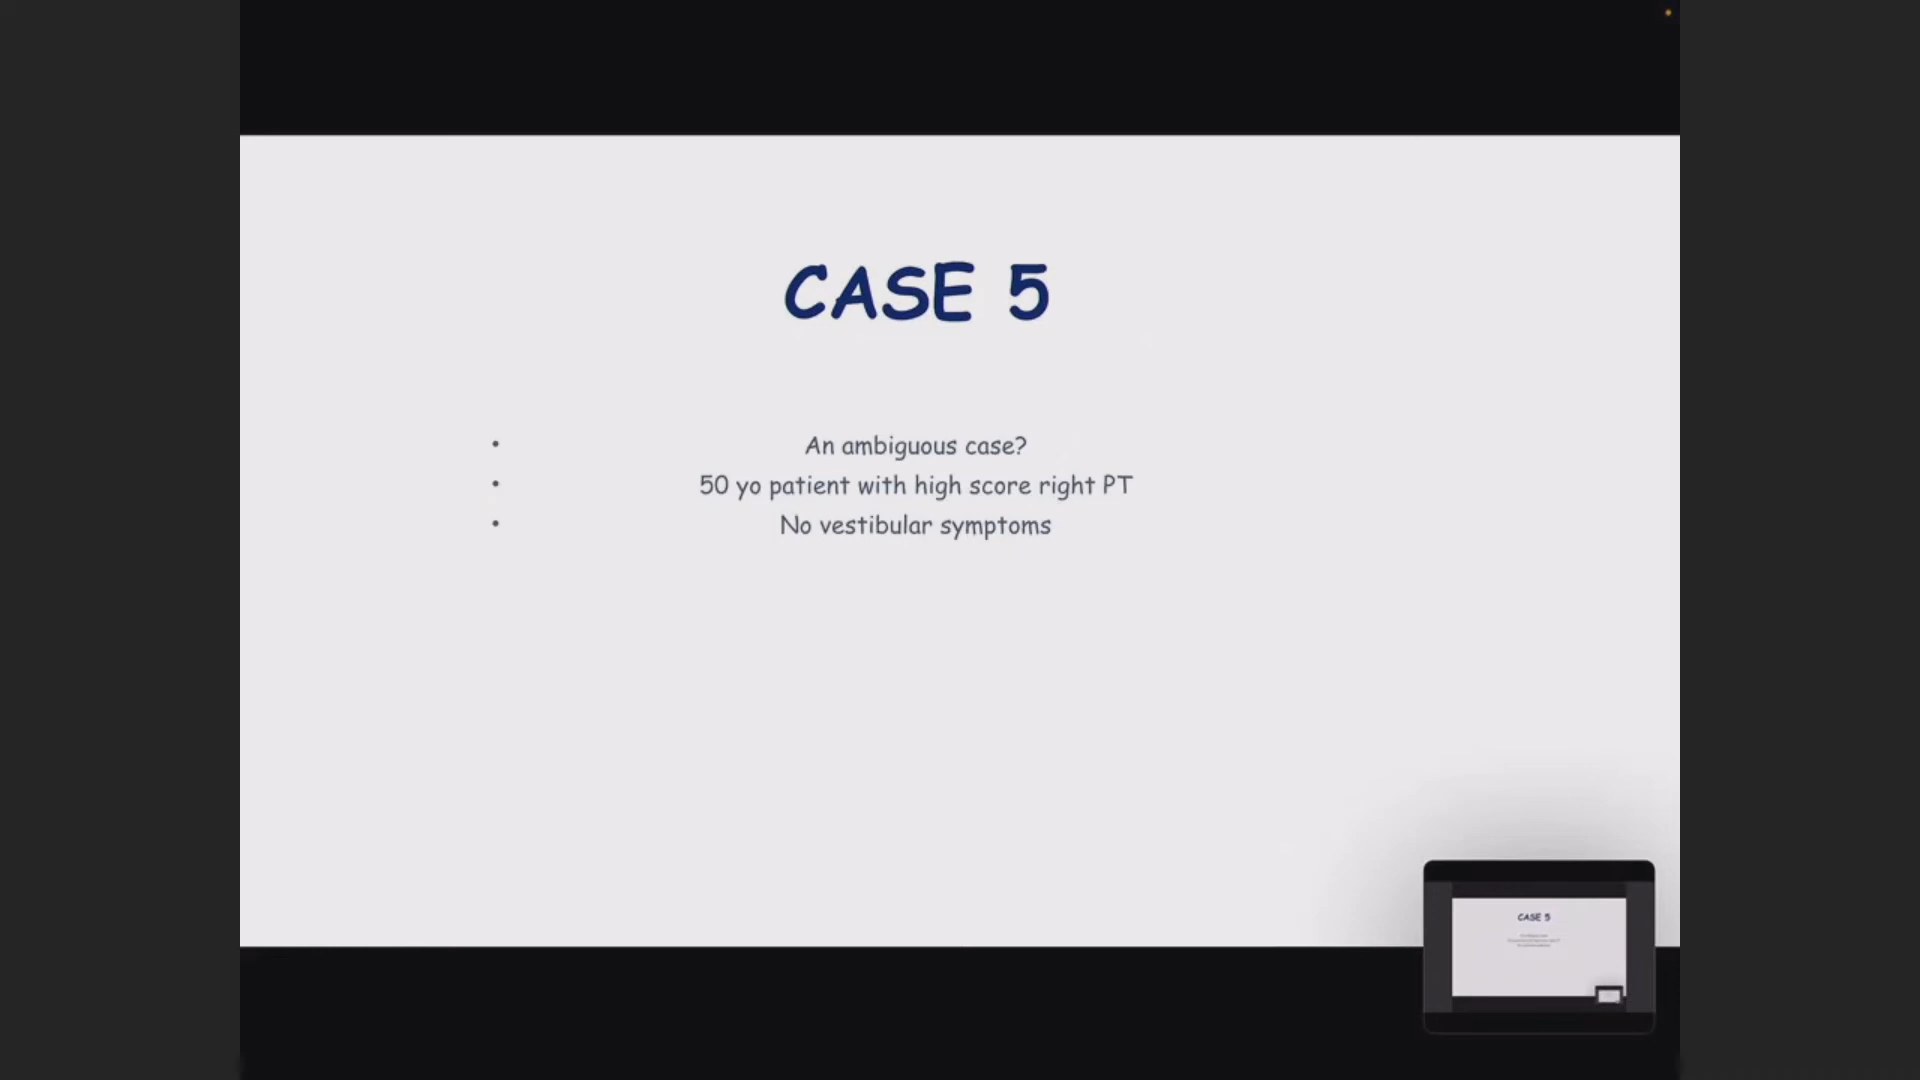 CASE 5
• An ambiguous case?
• 50 yo patient with high score right PT
• No vestibular symptoms
CASE 5